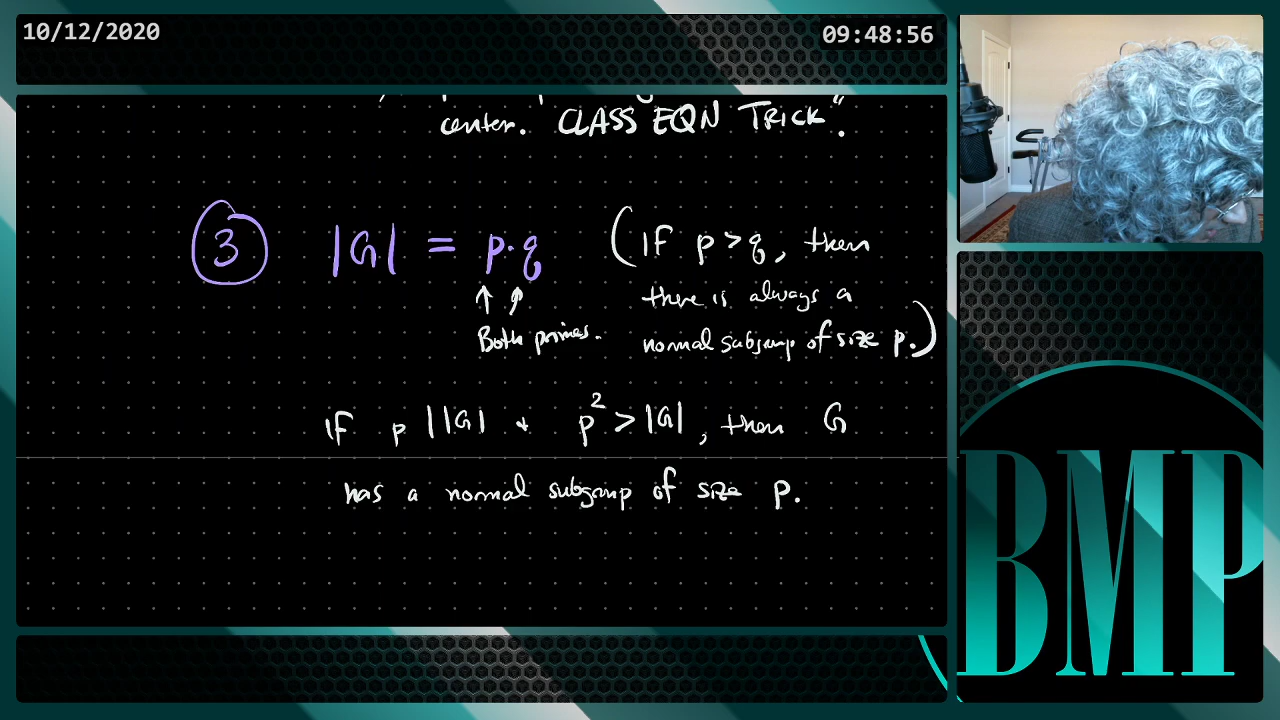 10/12/2020
09:48:56
center. "CLASS EQN TRICK".
3 |G| = p·q (IF p > q, then
there is always a
Both primes. normal subgroup of size p.)
IF p | |G| + p² > |G|, then G
has a normal subgroup of size p.
BMP